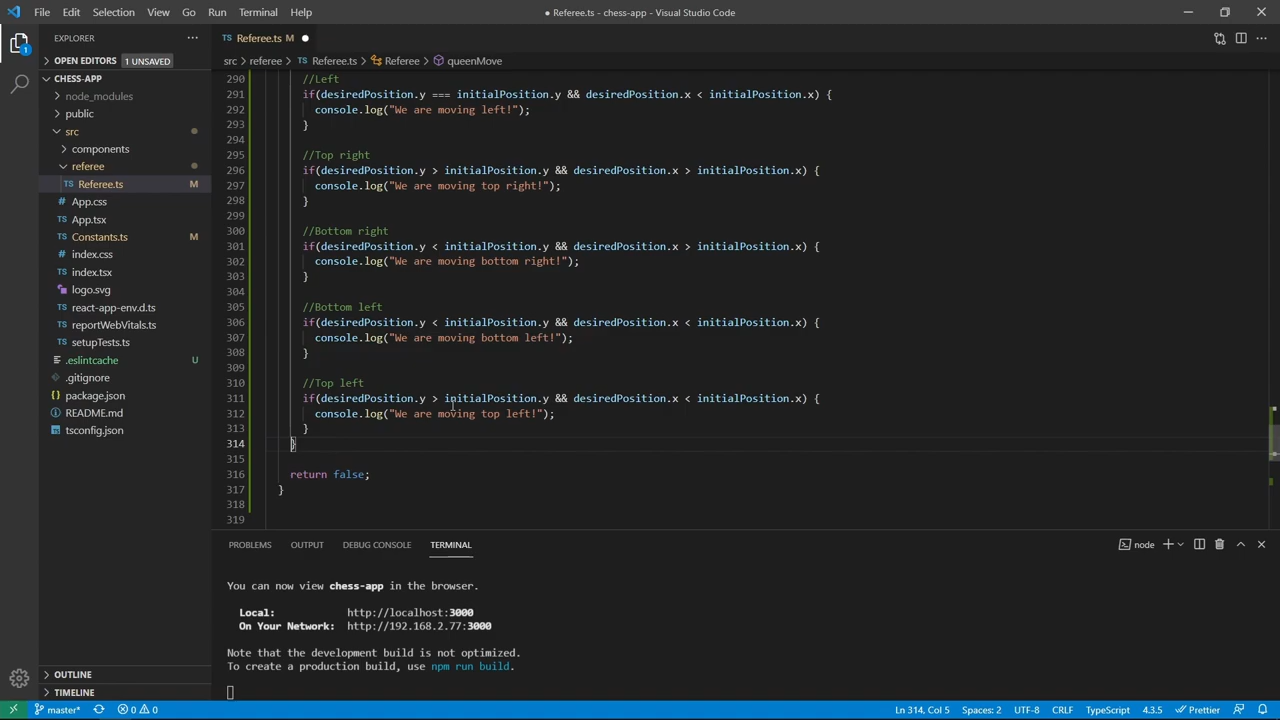 File Edit Selection View Go Run Terminal Help
● Referee.ts - chess-app - Visual Studio Code
EXPLORER
OPEN EDITORS 1 UNSAVED
CHESS-APP
node_modules
public
src
components
referee
TS Referee.ts M
App.css
App.tsx
TS Constants.ts M
index.css
index.tsx
logo.svg
TS react-app-env.d.ts
TS reportWebVitals.ts
TS setupTests.ts
.eslintcache U
.gitignore
package.json
README.md
tsconfig.json
OUTLINE
TIMELINE
TS Referee.ts M ●
src > referee > TS Referee.ts > Referee > queenMove
290 //Left
291 if(desiredPosition.y === initialPosition.y && desiredPosition.x < initialPosition.x) {
292 console.log("We are moving left!");
293 }
294
295 //Top right
296 if(desiredPosition.y > initialPosition.y && desiredPosition.x > initialPosition.x) {
297 console.log("We are moving top right!");
298 }
299
300 //Bottom right
301 if(desiredPosition.y < initialPosition.y && desiredPosition.x > initialPosition.x) {
302 console.log("We are moving bottom right!");
303 }
304
305 //Bottom left
306 if(desiredPosition.y < initialPosition.y && desiredPosition.x < initialPosition.x) {
307 console.log("We are moving bottom left!");
308 }
309
310 //Top left
311 if(desiredPosition.y > initialPosition.y && desiredPosition.x < initialPosition.x) {
312 console.log("We are moving top left!");
313 }
314 }
315
316 return false;
317 }
318
319
PROBLEMS OUTPUT DEBUG CONSOLE TERMINAL
node
You can now view chess-app in the browser.
Local: http://localhost:3000
On Your Network: http://192.168.2.77:3000
Note that the development build is not optimized.
To create a production build, use npm run build.
master* 0 0
Ln 314, Col 5 Spaces: 2 UTF-8 CRLF TypeScript 4.3.5 Prettier